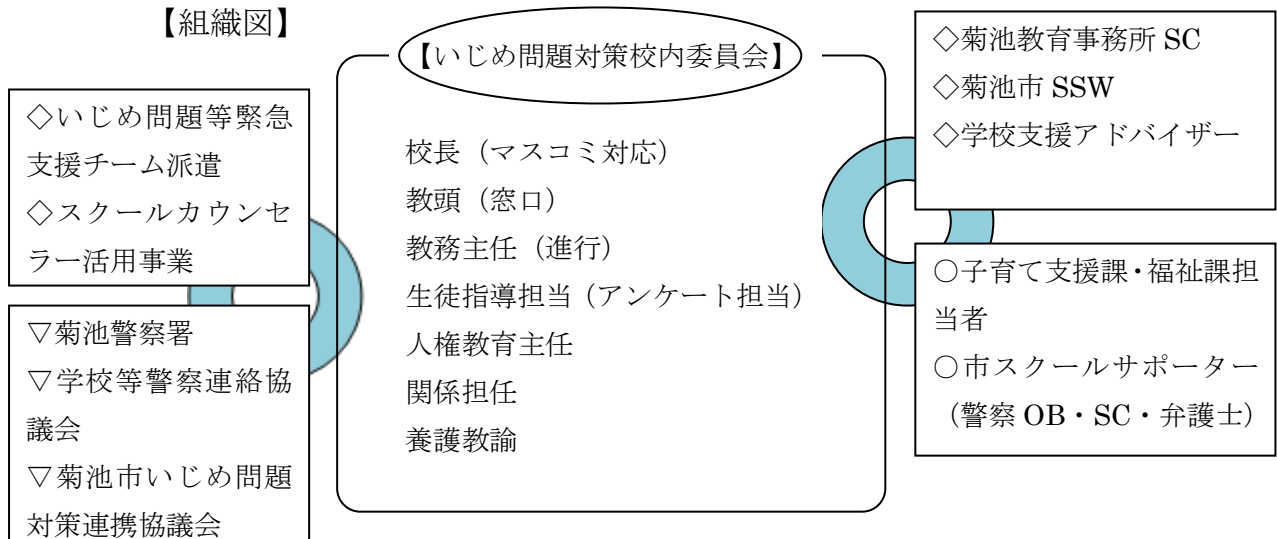 【組織図】
◇いじめ問題等緊急
支援チーム派遣
◇スクールカウンセ
ラー活用事業
▽菊池警察署
▽学校等警察連絡協
議会
▽菊池市いじめ問題
対策連携協議会
【いじめ問題対策校内委員会】
校長（マスコミ対応）
教頭（窓口）
教務主任（進行）
生徒指導担当（アンケート担当）
人権教育主任
関係担任
養護教諭
◇菊池教育事務所 SC
◇菊池市 SSW
◇学校支援アドバイザー
○子育て支援課・福祉課担
当者
○市スクールサポーター
（警察 OB・SC・弁護士）